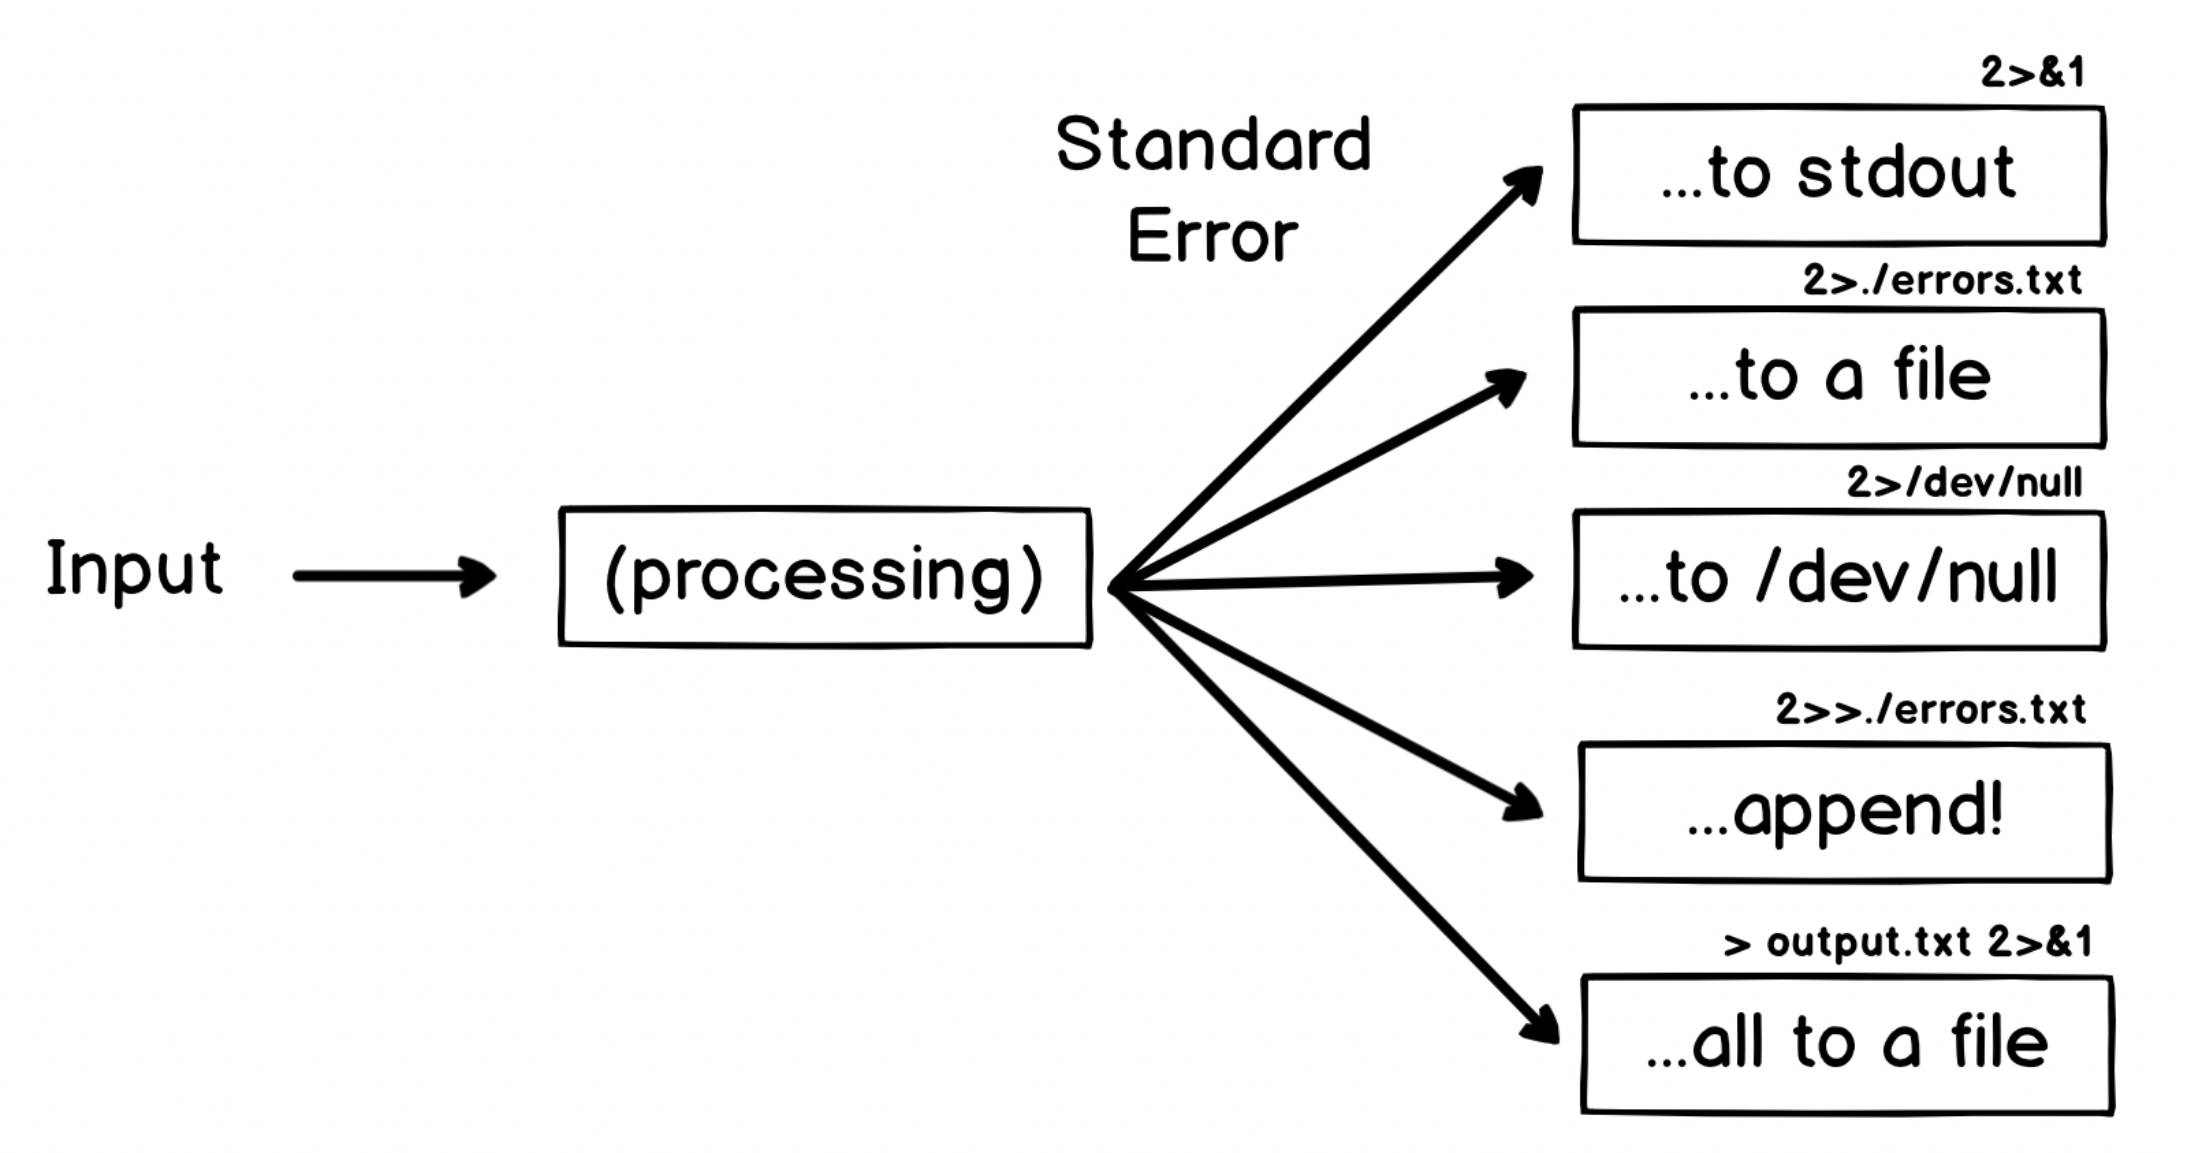 Input
(processing)
Standard
Error
2>&1
...to stdout
2>./errors.txt
...to a file
2>/dev/null
...to /dev/null
2>>./errors.txt
...append!
> output.txt 2>&1
...all to a file